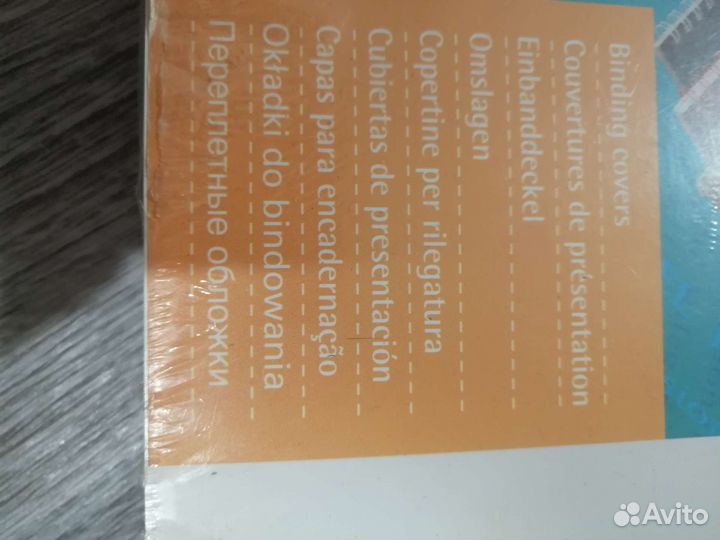 Binding covers
Couvertures de présentation
Einbanddeckel
Omslagen
Copertine per rilegatura
Cubiertas de presentación
Capas para encadernação
Okładki do bindowania
Переплетные обложки
Avito